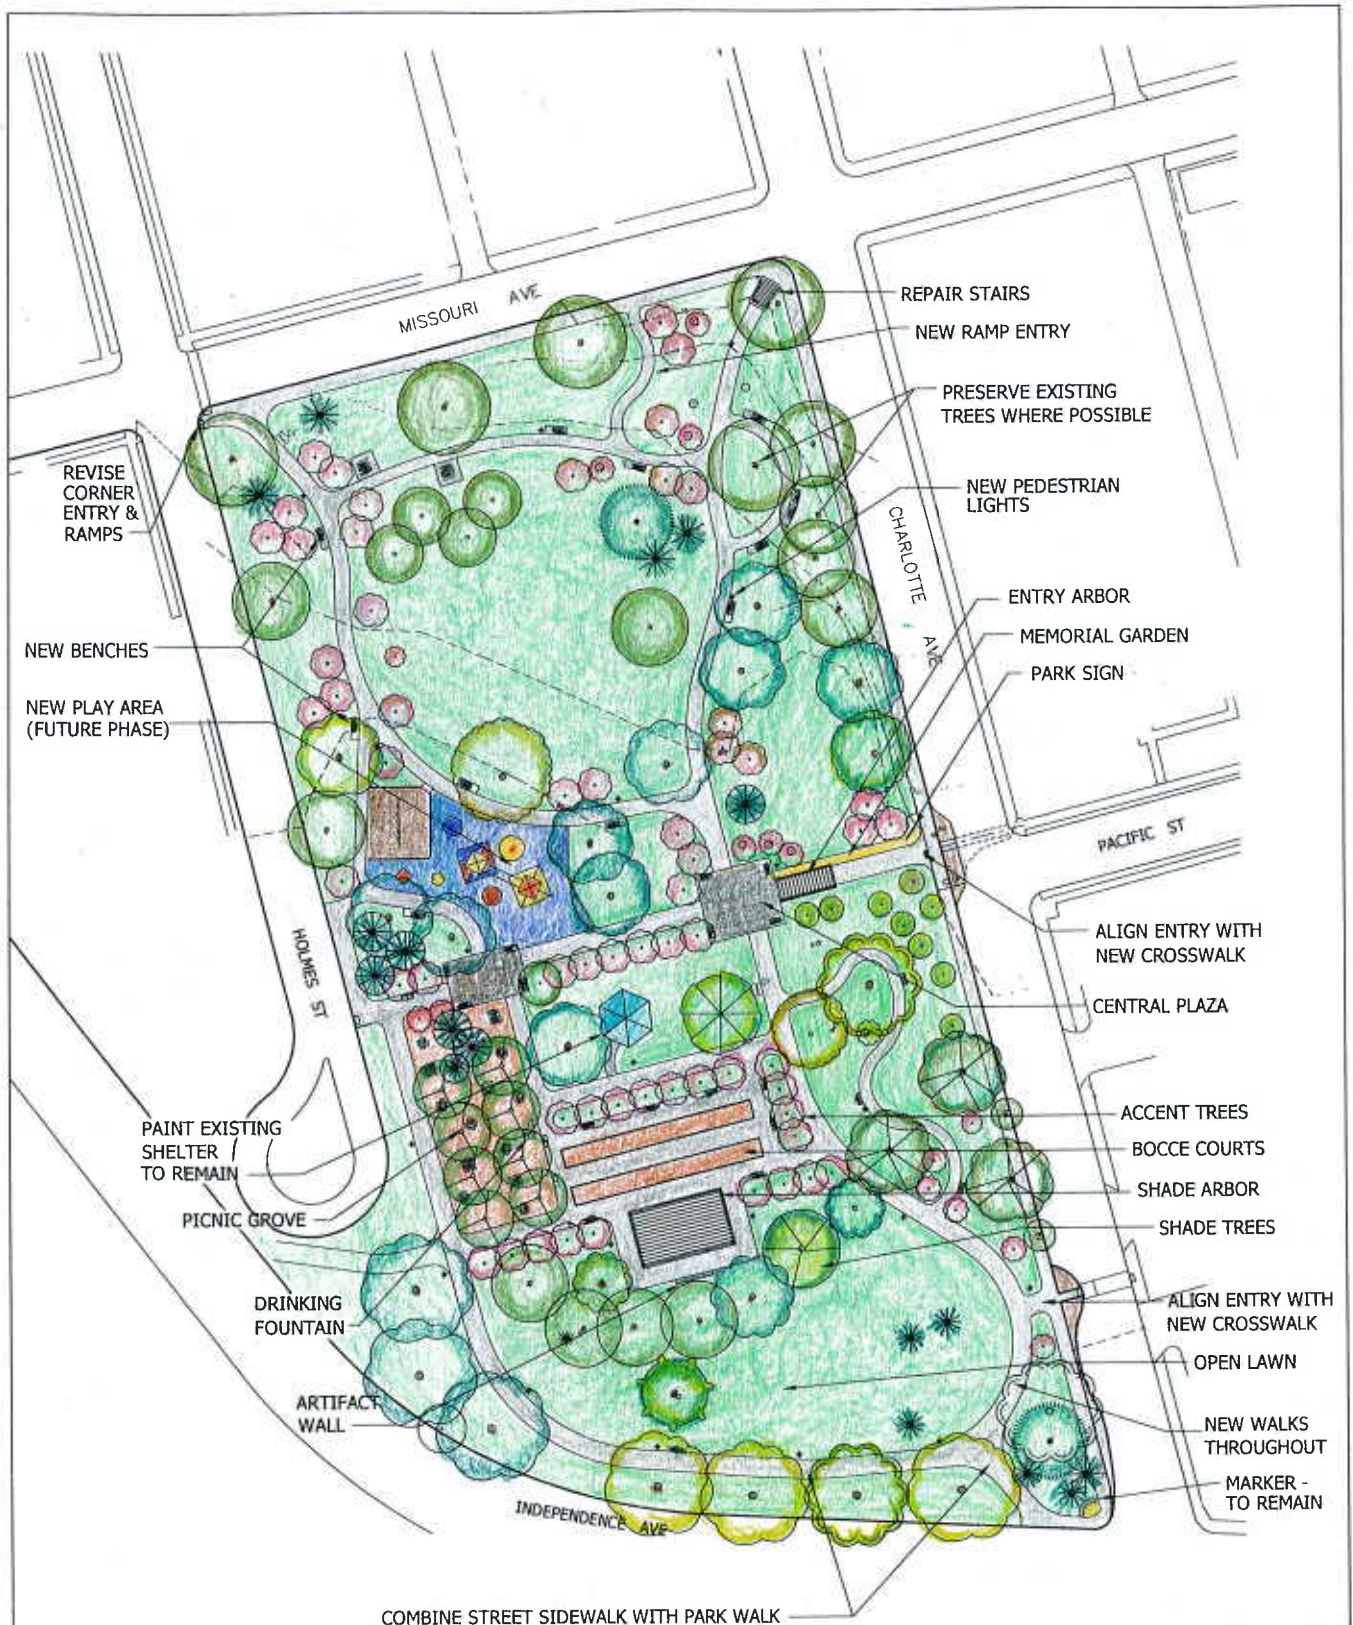 MISSOURI AVE
REPAIR STAIRS
NEW RAMP ENTRY
PRESERVE EXISTING
TREES WHERE POSSIBLE
REVISE
CORNER
ENTRY &
RAMPS
NEW PEDESTRIAN
LIGHTS
CHARLOTTE AVE
ENTRY ARBOR
MEMORIAL GARDEN
PARK SIGN
NEW BENCHES
NEW PLAY AREA
(FUTURE PHASE)
PACIFIC ST
HOLMES ST
ALIGN ENTRY WITH
NEW CROSSWALK
CENTRAL PLAZA
PAINT EXISTING
SHELTER
TO REMAIN
ACCENT TREES
BOCCE COURTS
SHADE ARBOR
PICNIC GROVE
SHADE TREES
DRINKING
FOUNTAIN
ALIGN ENTRY WITH
NEW CROSSWALK
OPEN LAWN
ARTIFACT
WALL
NEW WALKS
THROUGHOUT
MARKER -
TO REMAIN
INDEPENDENCE AVE
COMBINE STREET SIDEWALK WITH PARK WALK